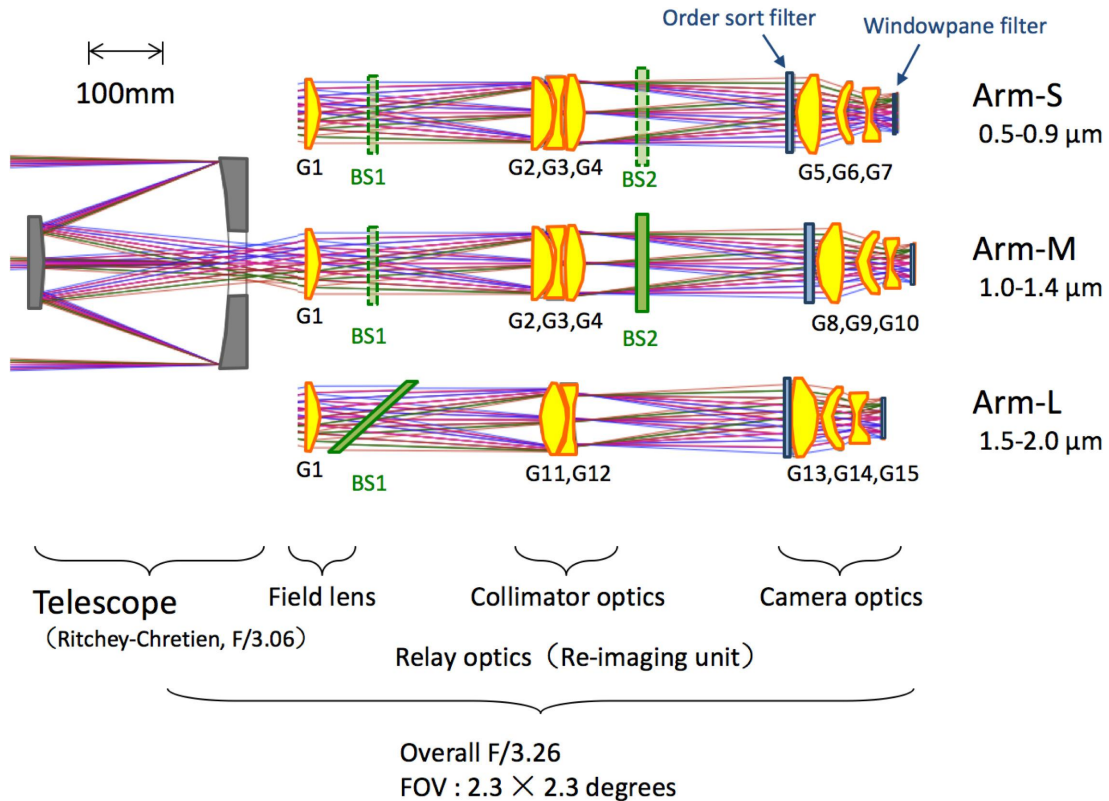 Order sort filter
Windowpane filter
100mm
Arm-S
0.5-0.9 μm
G1
BS1
G2,G3,G4
BS2
G5,G6,G7
Arm-M
1.0-1.4 μm
G1
BS1
G2,G3,G4
BS2
G8,G9,G10
Arm-L
1.5-2.0 μm
G1
BS1
G11,G12
G13,G14,G15
Telescope
（Ritchey-Chretien, F/3.06）
Field lens
Collimator optics
Camera optics
Relay optics（Re-imaging unit）
Overall F/3.26
FOV : 2.3 × 2.3 degrees